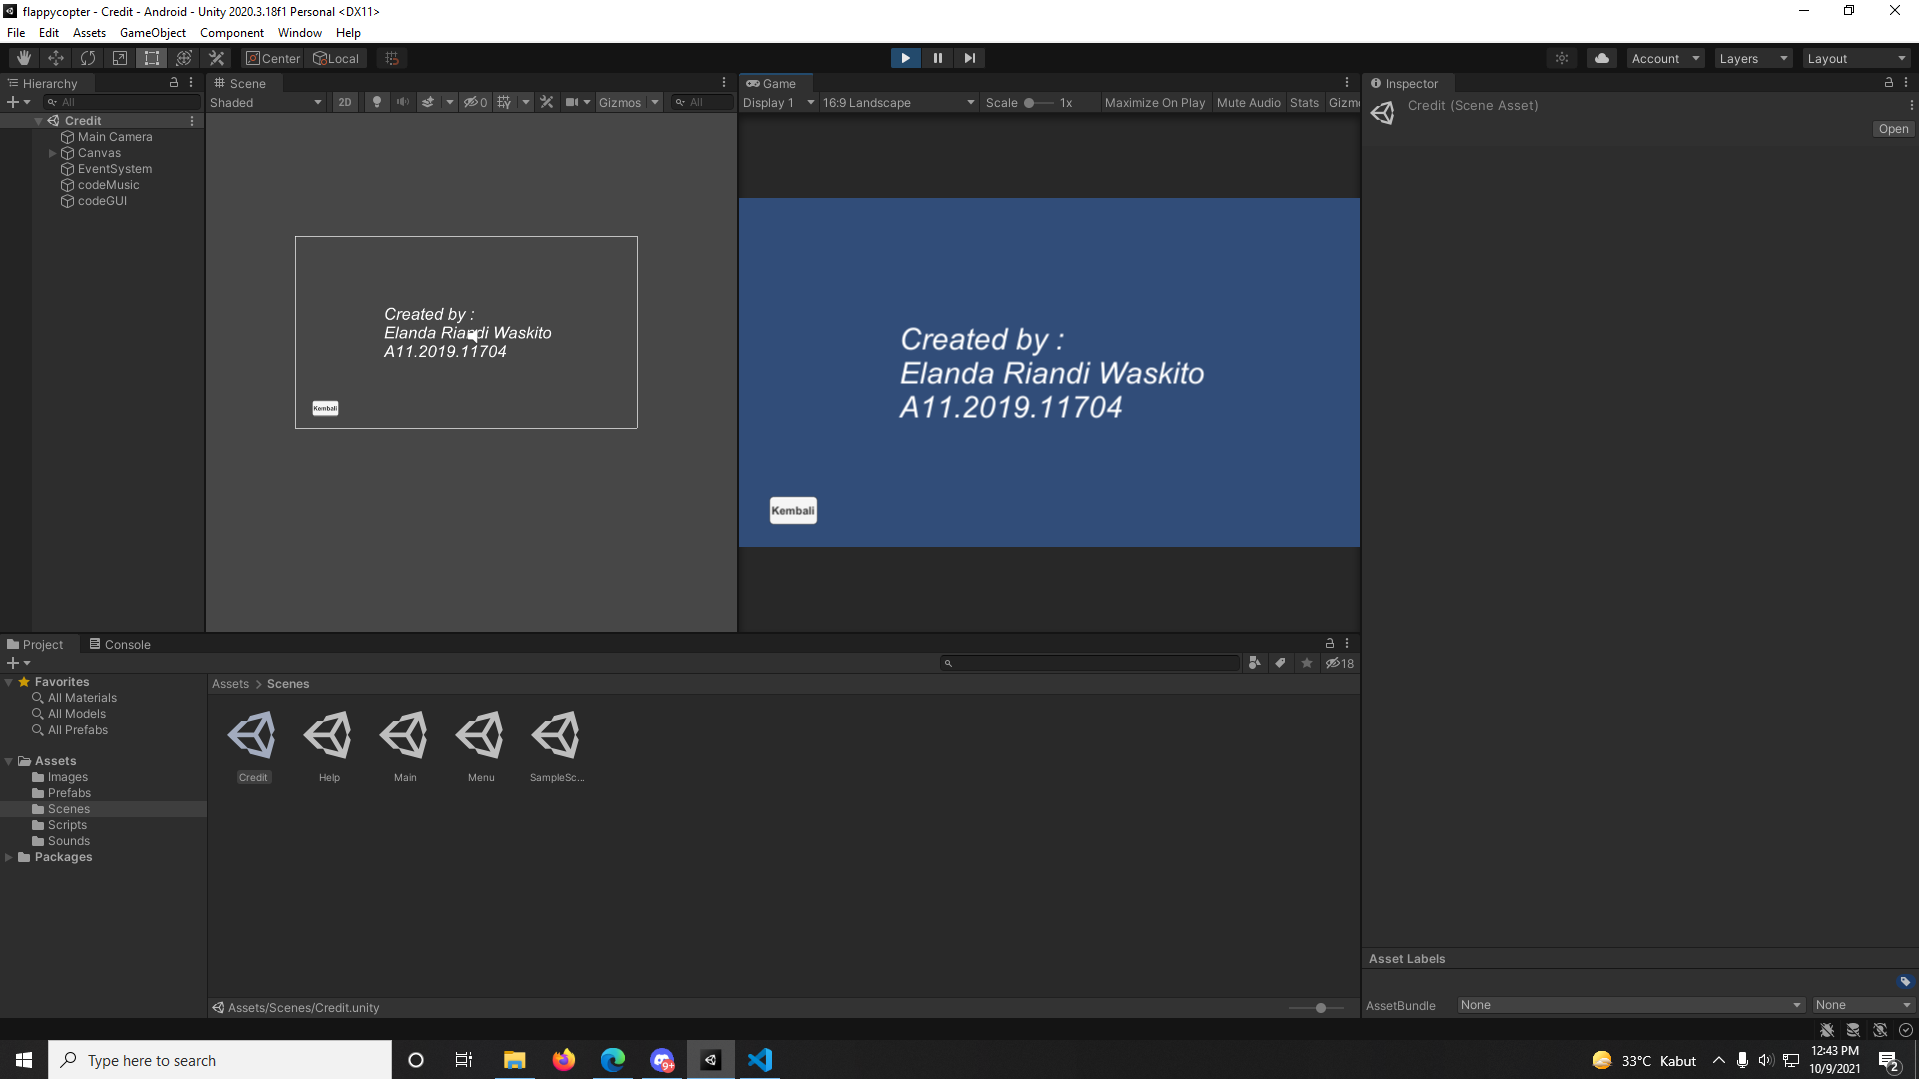 flappycopter - Credit - Android - Unity 2020.3.18f1 Personal <DX11>
File Edit Assets GameObject Component Window Help
Center Local Account Layers Layout
Hierarchy
All
Credit
Main Camera
Canvas
EventSystem
codeMusic
codeGUI
Scene
Shaded 2D 0 Gizmos All
Created by :
Elanda Riandi Waskito
A11.2019.11704
Kembali
Game
Display 1 16:9 Landscape Scale 1x Maximize On Play Mute Audio Stats Gizm
Created by :
Elanda Riandi Waskito
A11.2019.11704
Kembali
Inspector
Credit (Scene Asset)
Open
Project Console
18
Favorites
All Materials
All Models
All Prefabs
Assets
Images
Prefabs
Scenes
Scripts
Sounds
Packages
Assets > Scenes
Credit Help Main Menu SampleSc...
Assets/Scenes/Credit.unity
Asset Labels
AssetBundle None None
Type here to search
9+
33°C Kabut
12:43 PM
10/9/2021
2